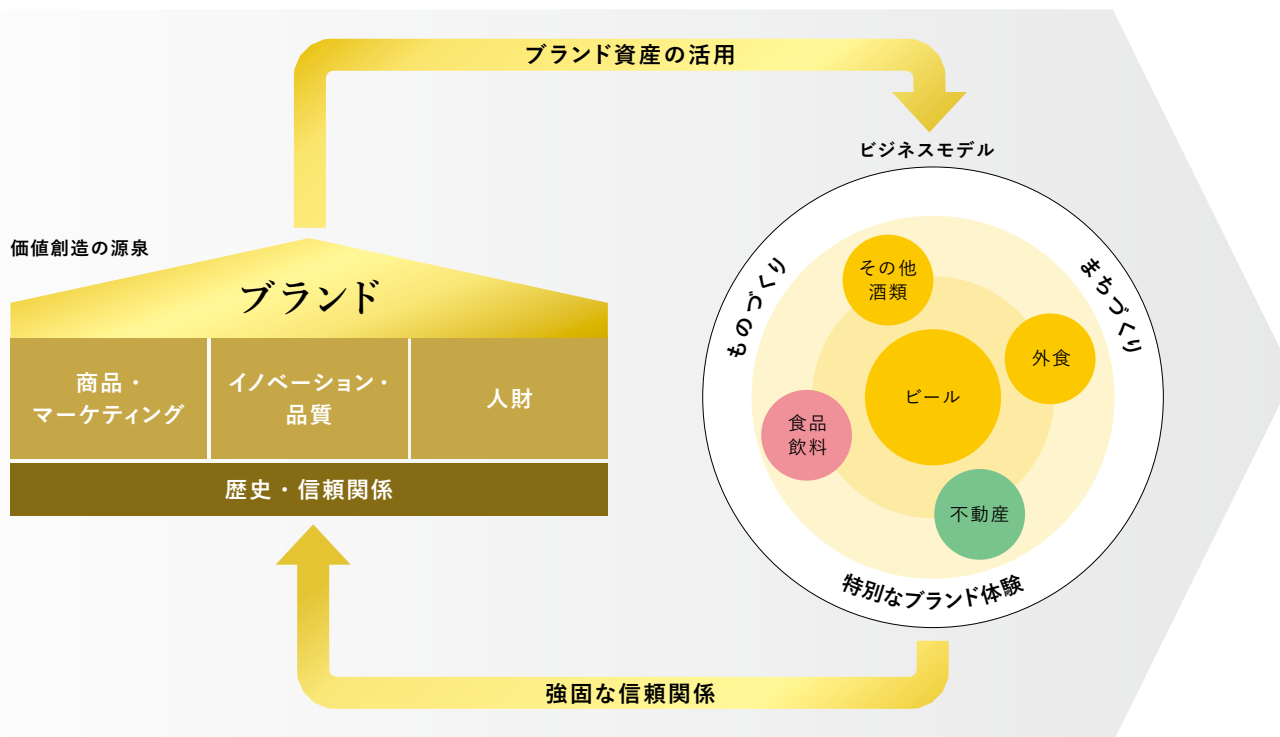 ブランド資産の活用
ビジネスモデル
価値創造の源泉
ブランド
商品・
マーケティング
イノベーション・
品質
人財
歴史・信頼関係
ものづくり
まちづくり
その他
酒類
外食
ビール
食品
飲料
不動産
特別なブランド体験
強固な信頼関係